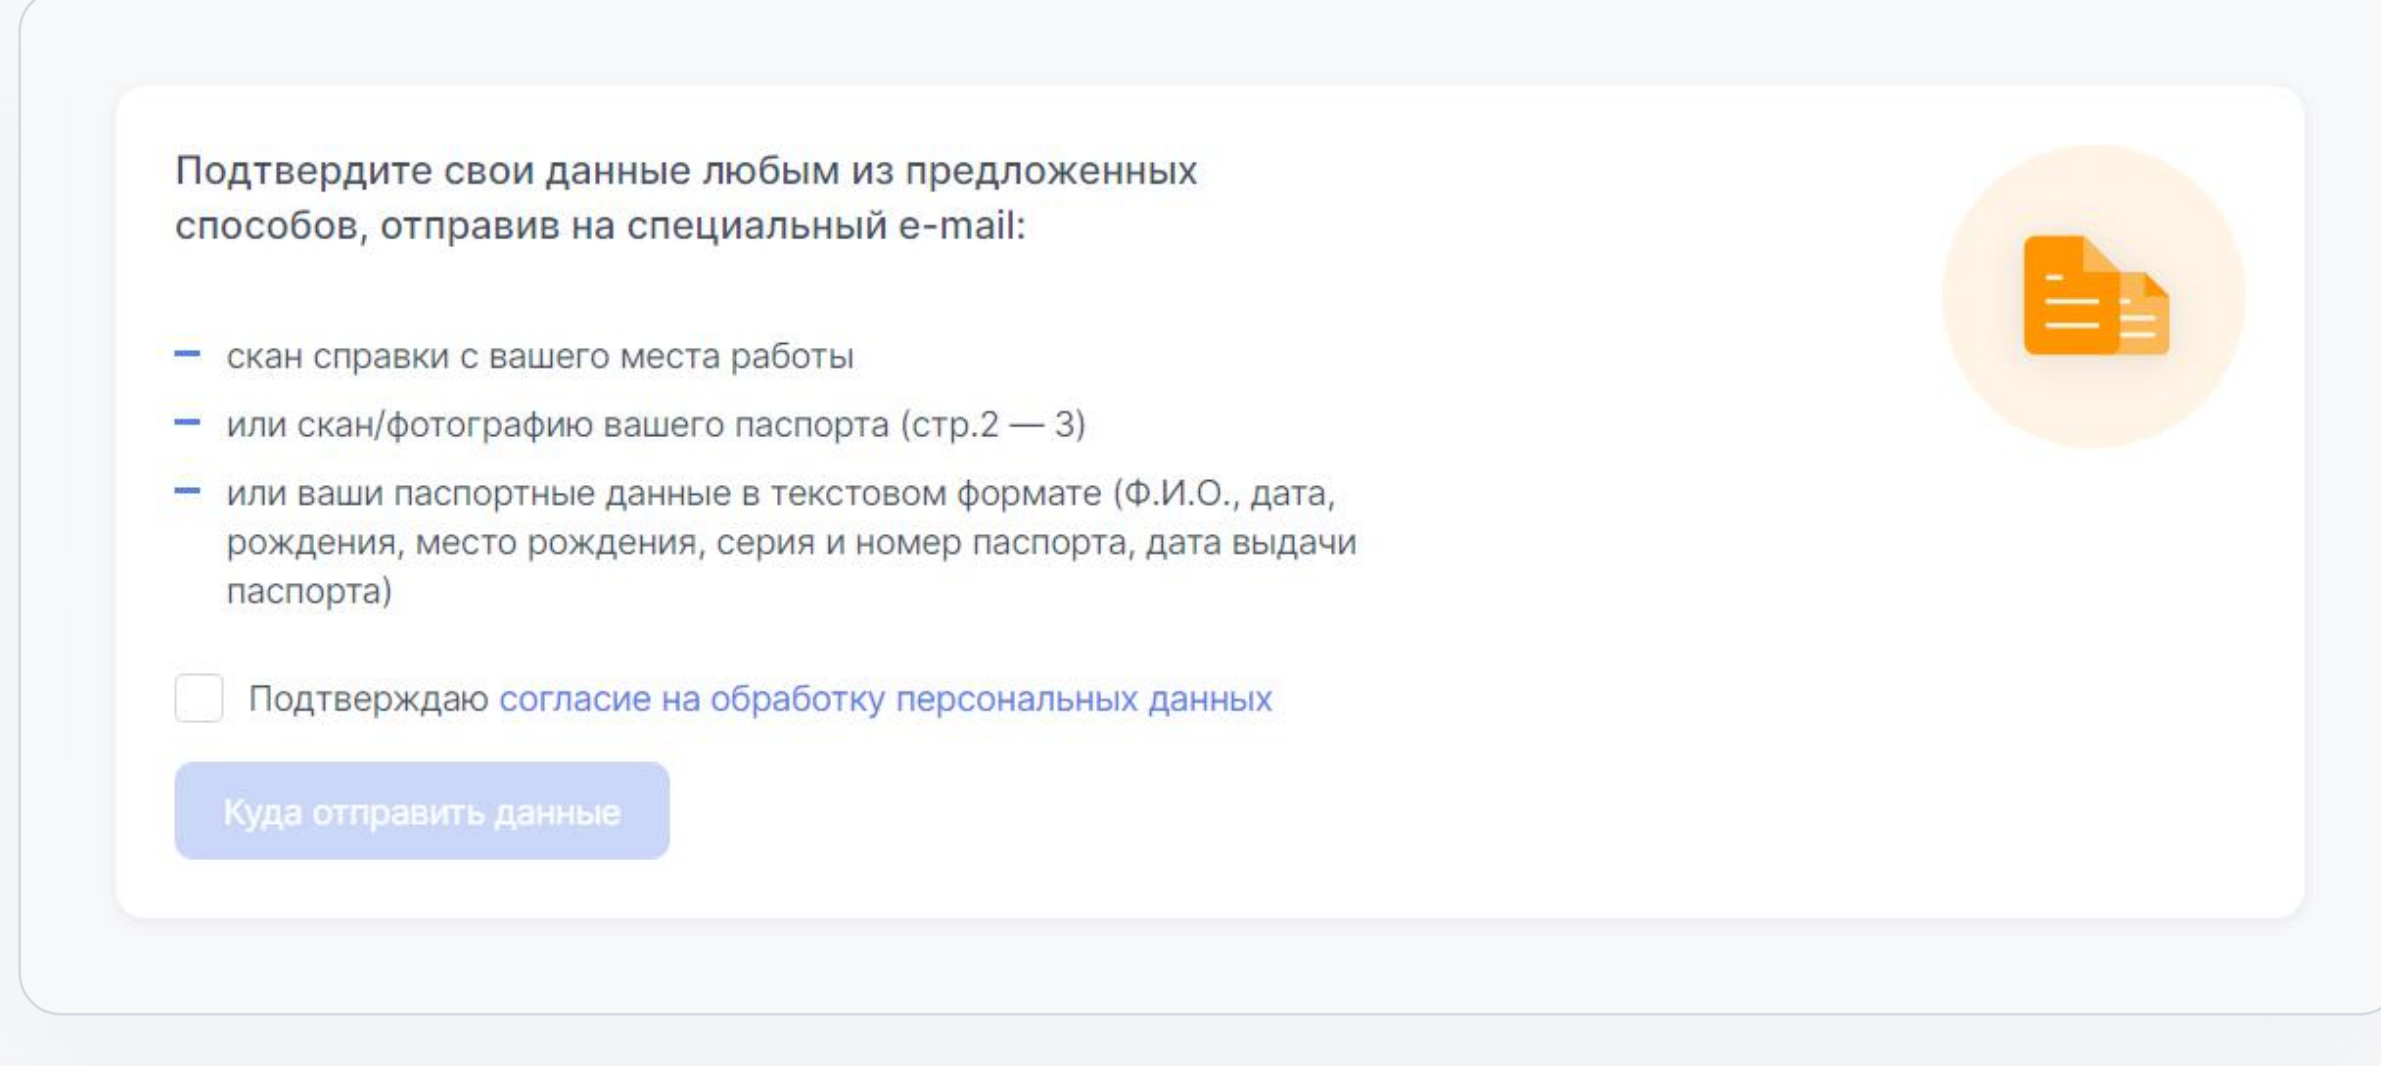 Подтвердите свои данные любым из предложенных
способов, отправив на специальный e-mail:
— скан справки с вашего места работы
— или скан/фотографию вашего паспорта (стр.2 — 3)
— или ваши паспортные данные в текстовом формате (Ф.И.О., дата,
рождения, место рождения, серия и номер паспорта, дата выдачи
паспорта)
Подтверждаю согласие на обработку персональных данных
Куда отправить данные